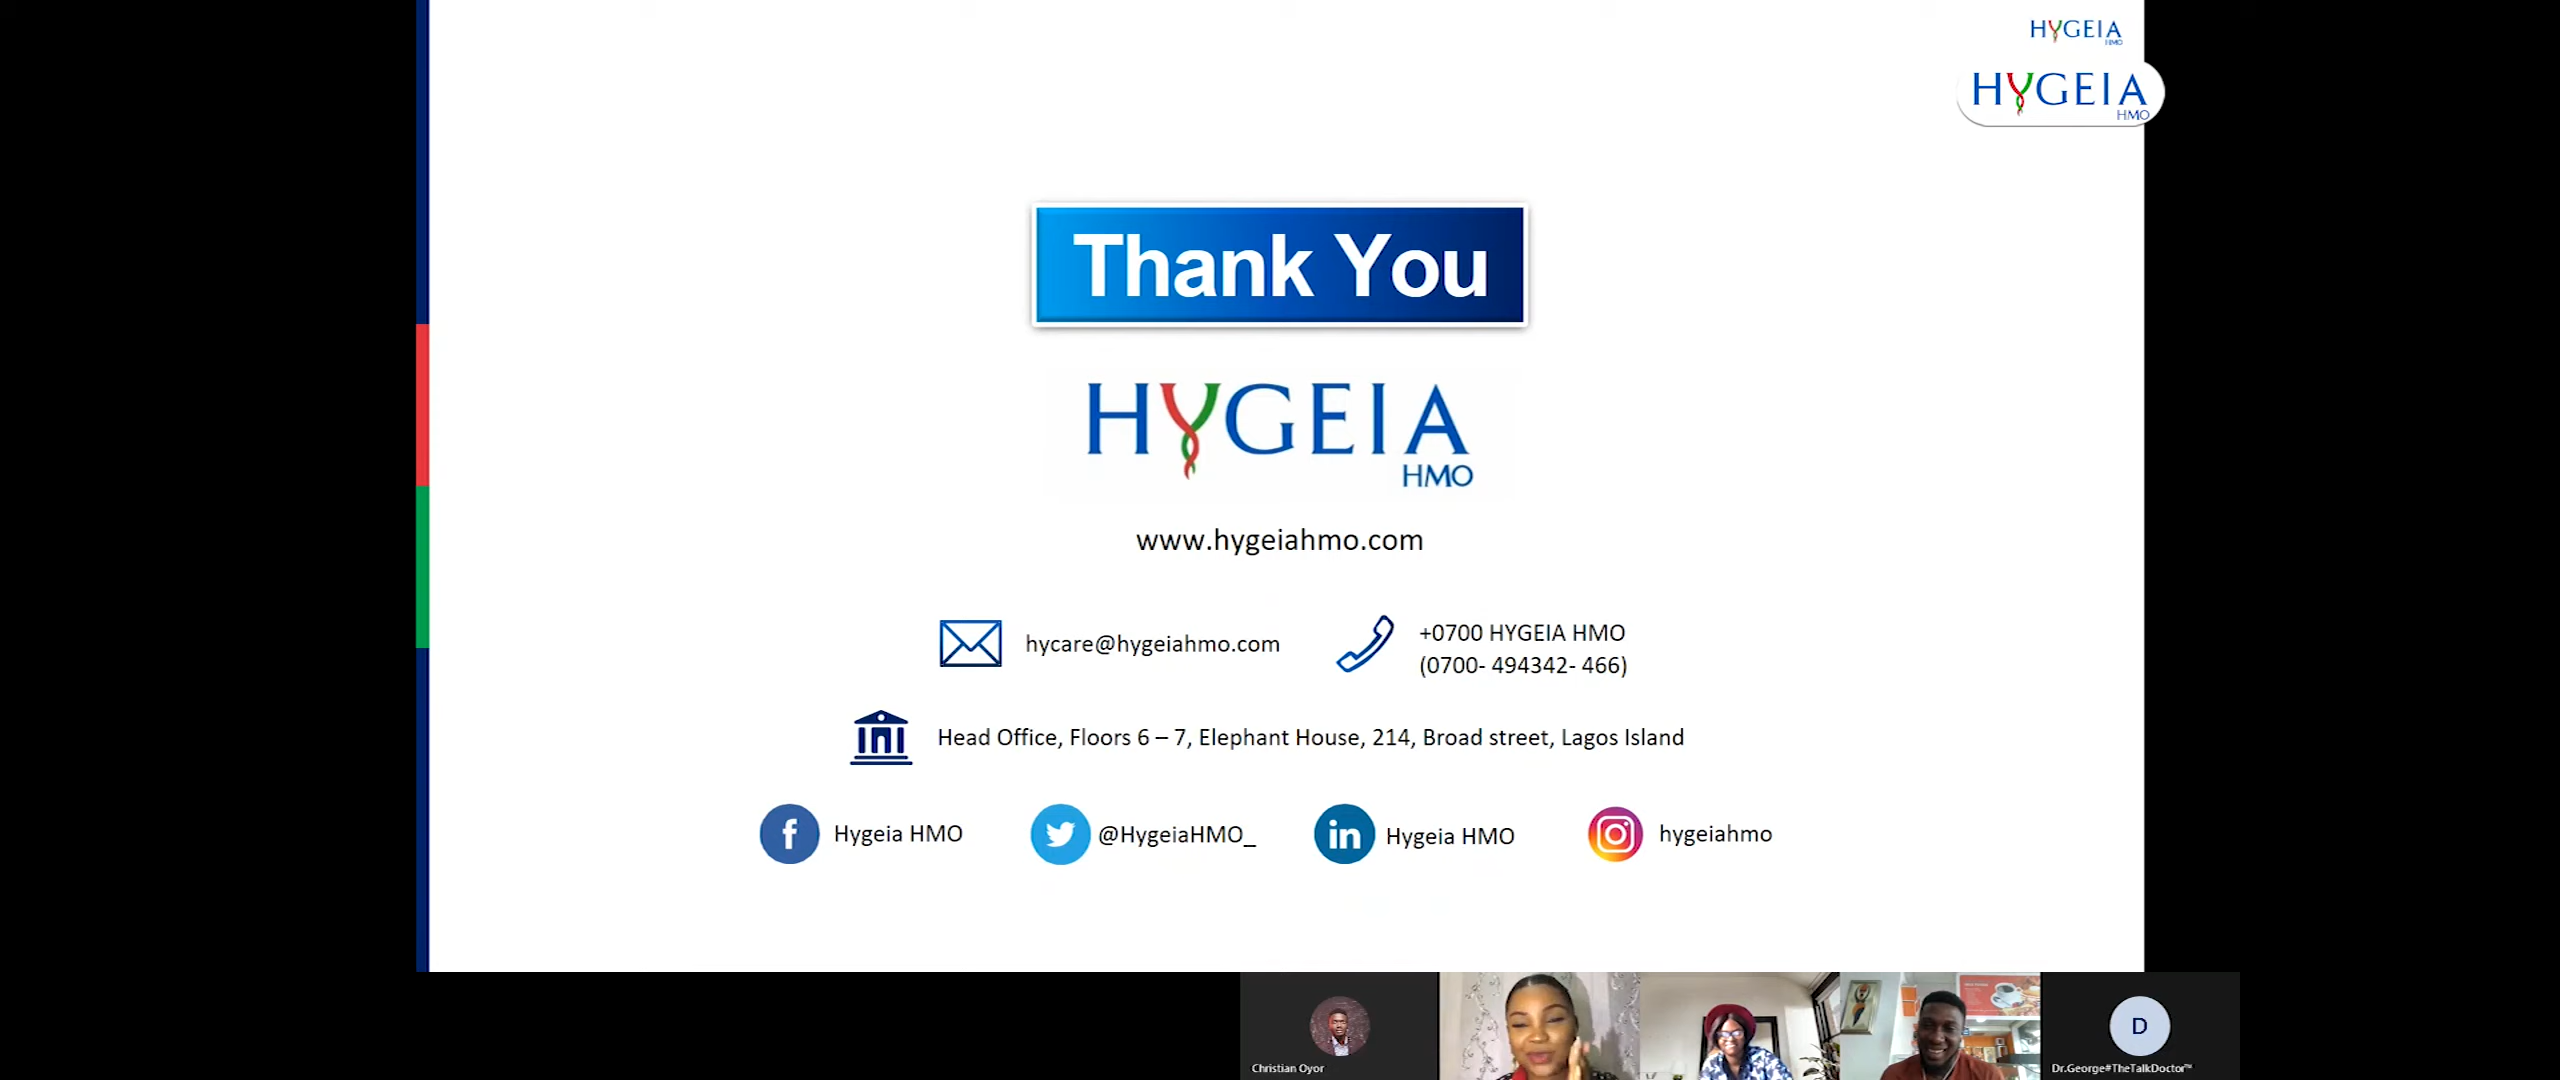 HYGEIA
HMO
HYGEIA
HMO
Thank You
HYGEIA
HMO
www.hygeiahmo.com
hycare@hygeiahmo.com
+0700 HYGEIA HMO
(0700- 494342- 466)
Head Office, Floors 6 – 7, Elephant House, 214, Broad street, Lagos Island
Hygeia HMO
@HygeiaHMO_
Hygeia HMO
hygeiahmo
D
Christian Oyor
Dr.George#TheTalkDoctor™